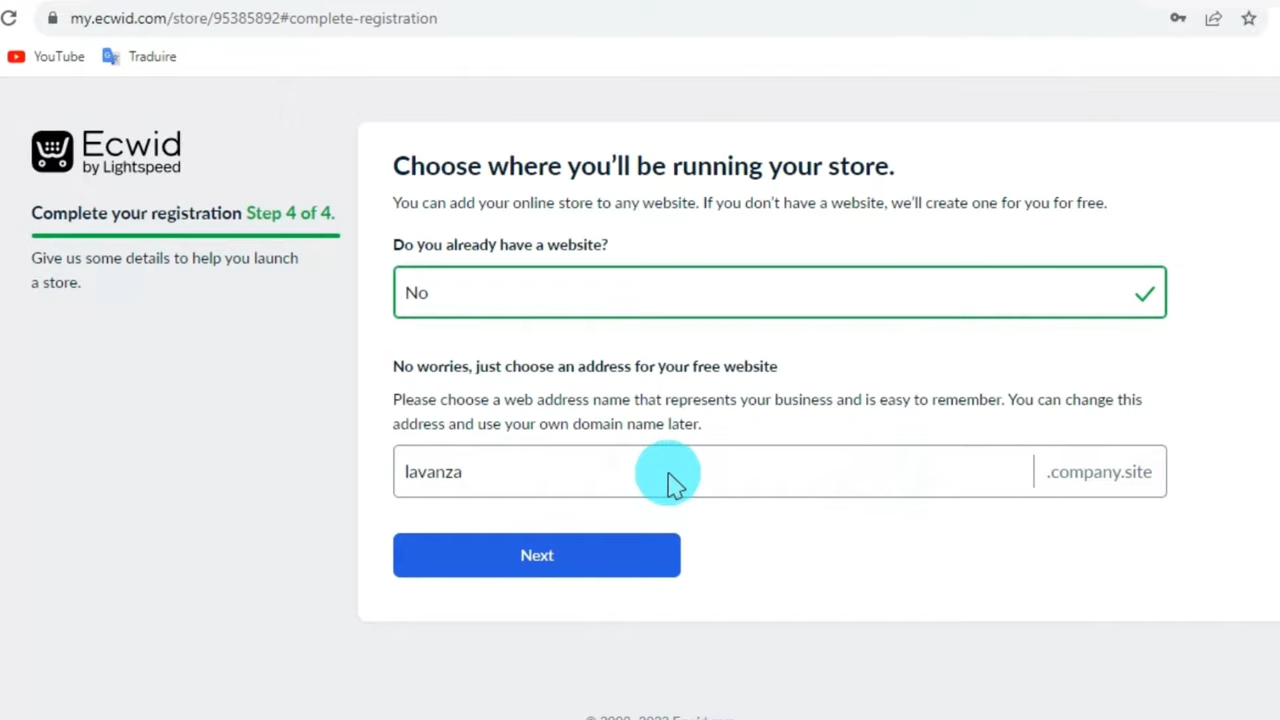 my.ecwid.com/store/95385892#complete-registration
YouTube Traduire
Ecwid
by Lightspeed
Complete your registration Step 4 of 4.
Give us some details to help you launch
a store.
Choose where you'll be running your store.
You can add your online store to any website. If you don't have a website, we'll create one for you for free.
Do you already have a website?
No
No worries, just choose an address for your free website
Please choose a web address name that represents your business and is easy to remember. You can change this
address and use your own domain name later.
lavanza .company.site
Next